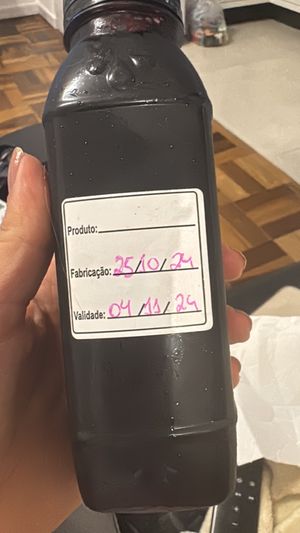 Produto:
Fabricação: 25/10/24
Validade: 04/11/24